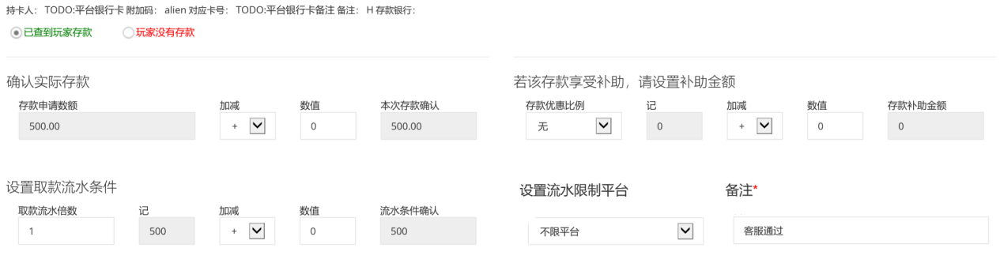 持卡人： TODO:平台银行卡 附加码： alien 对应卡号： TODO:平台银行卡备注 备注： H 存款银行：
已查到玩家存款 玩家没有存款
确认实际存款
存款申请数额 加减 数值 本次存款确认
500.00 + 0 500.00
若该存款享受补助，请设置补助金额
存款优惠比例 记 加减 数值 存款补助金额
无 0 + 0 0
设置取款流水条件
取款流水倍数 记 加减 数值 流水条件确认
1 500 + 0 500
设置流水限制平台
不限平台
备注*
客服通过